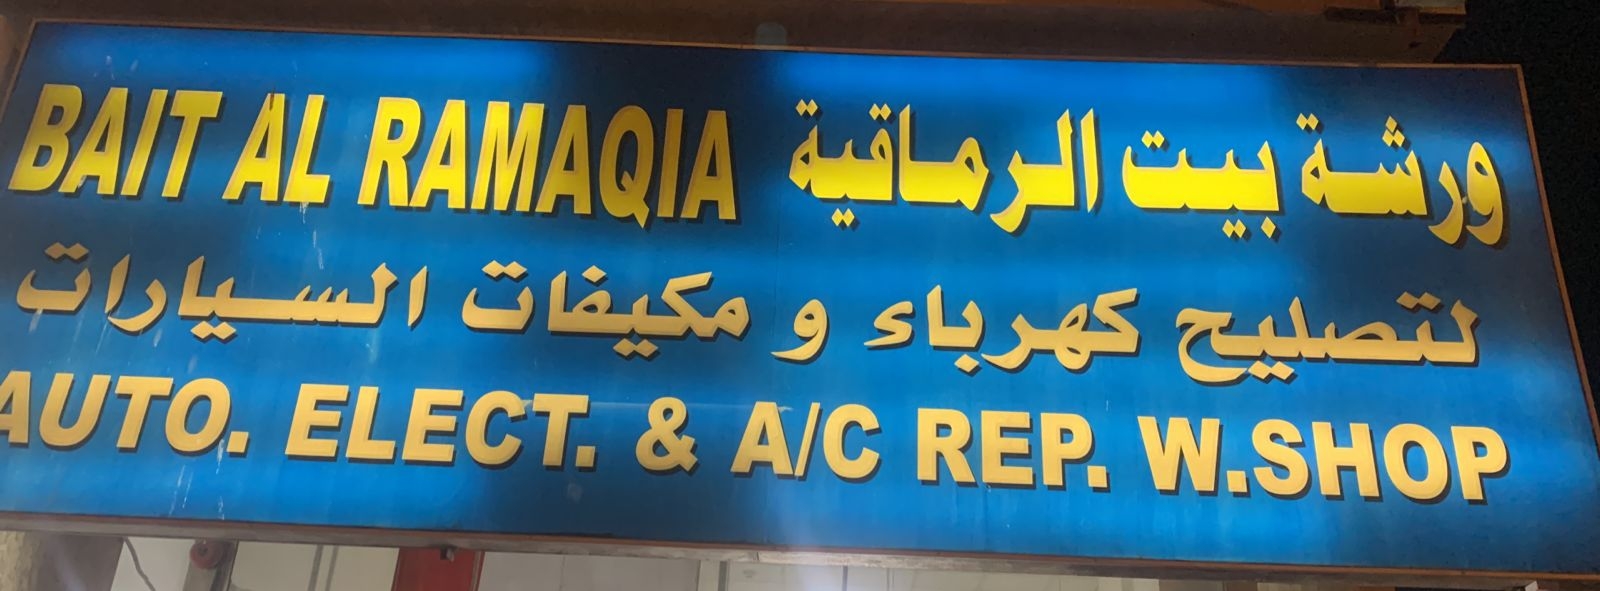 BAIT AL RAMAQIA ورشة بيت الرماقية
لتصليح كهرباء و مكيفات السيارات
AUTO. ELECT. & A/C REP. W.SHOP